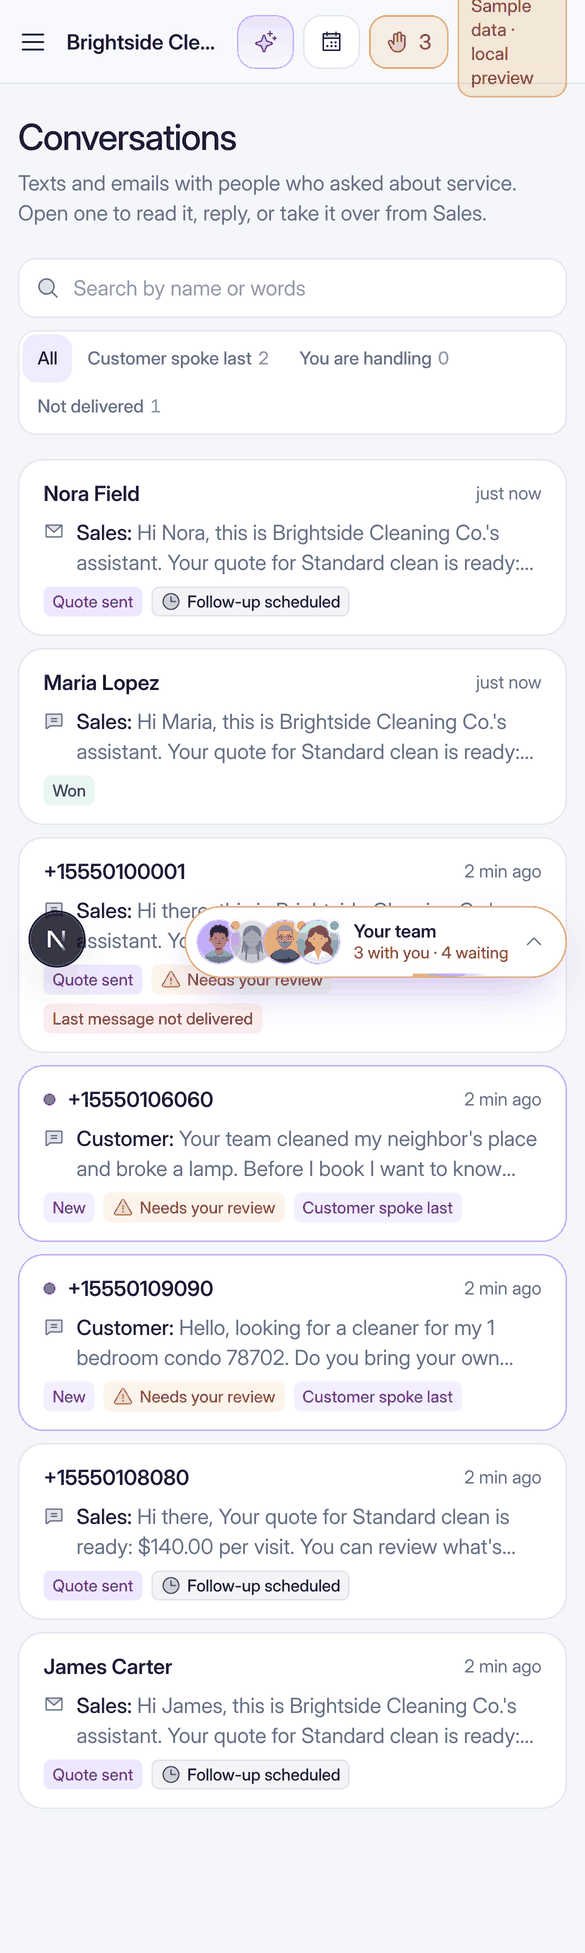 Brightside Cle...
3
Sample
data ·
local
preview
Conversations
Texts and emails with people who asked about service.
Open one to read it, reply, or take it over from Sales.
Search by name or words
All
Customer spoke last 2
You are handling 0
Not delivered 1
Nora Field
just now
Sales: Hi Nora, this is Brightside Cleaning Co.'s
assistant. Your quote for Standard clean is ready:...
Quote sent
Follow-up scheduled
Maria Lopez
just now
Sales: Hi Maria, this is Brightside Cleaning Co.'s
assistant. Your quote for Standard clean is ready:...
Won
+15550100001
2 min ago
Sales: Hi there
assistant.
N
Your team
3 with you · 4 waiting
Quote sent
Needs your review
Last message not delivered
+15550106060
2 min ago
Customer: Your team cleaned my neighbor's place
and broke a lamp. Before I book I want to know...
New
Needs your review
Customer spoke last
+15550109090
2 min ago
Customer: Hello, looking for a cleaner for my 1
bedroom condo 78702. Do you bring your own...
New
Needs your review
Customer spoke last
+15550108080
2 min ago
Sales: Hi there, Your quote for Standard clean is
ready: $140.00 per visit. You can review what's...
Quote sent
Follow-up scheduled
James Carter
2 min ago
Sales: Hi James, this is Brightside Cleaning Co.'s
assistant. Your quote for Standard clean is ready:...
Quote sent
Follow-up scheduled